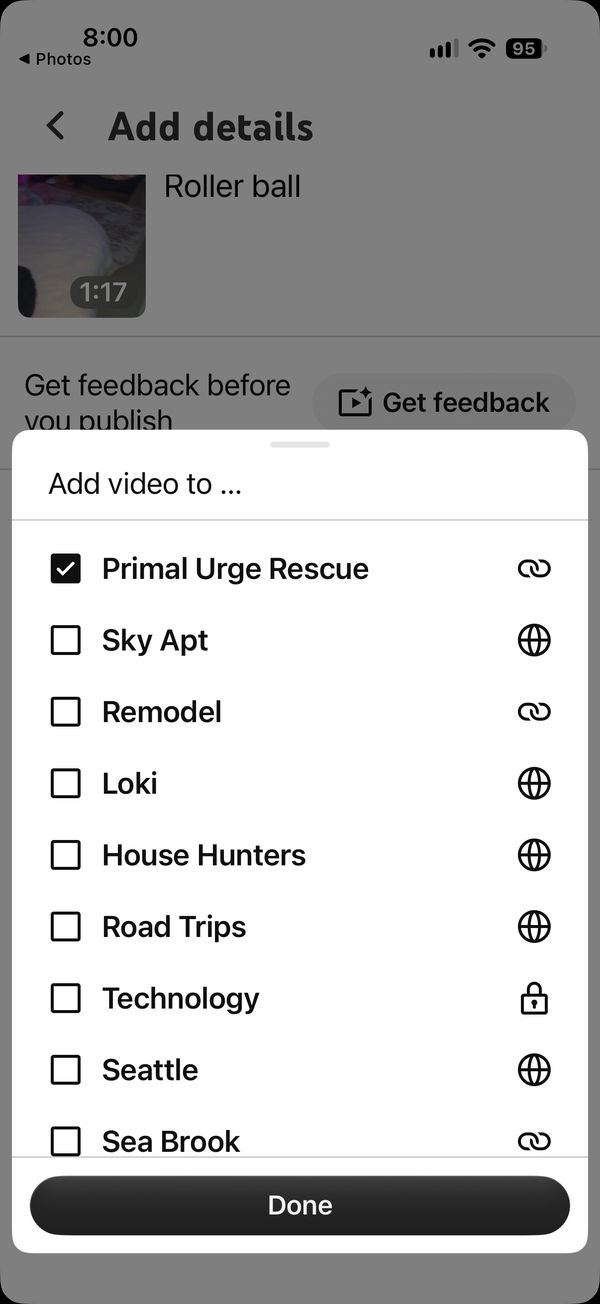 8:00
95
◀ Photos
Add details
Roller ball
1:17
Get feedback before
you publish
Get feedback
Add video to ...
Primal Urge Rescue
Sky Apt
Remodel
Loki
House Hunters
Road Trips
Technology
Seattle
Sea Brook
Done